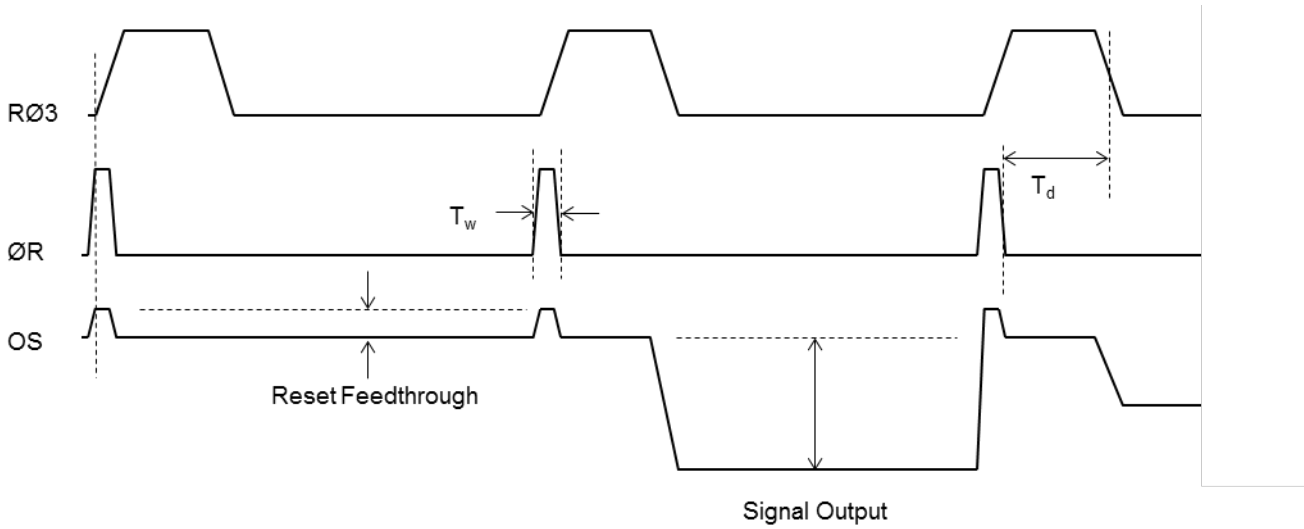 RØ3
T_d
T_w
ØR
OS
Reset Feedthrough
Signal Output